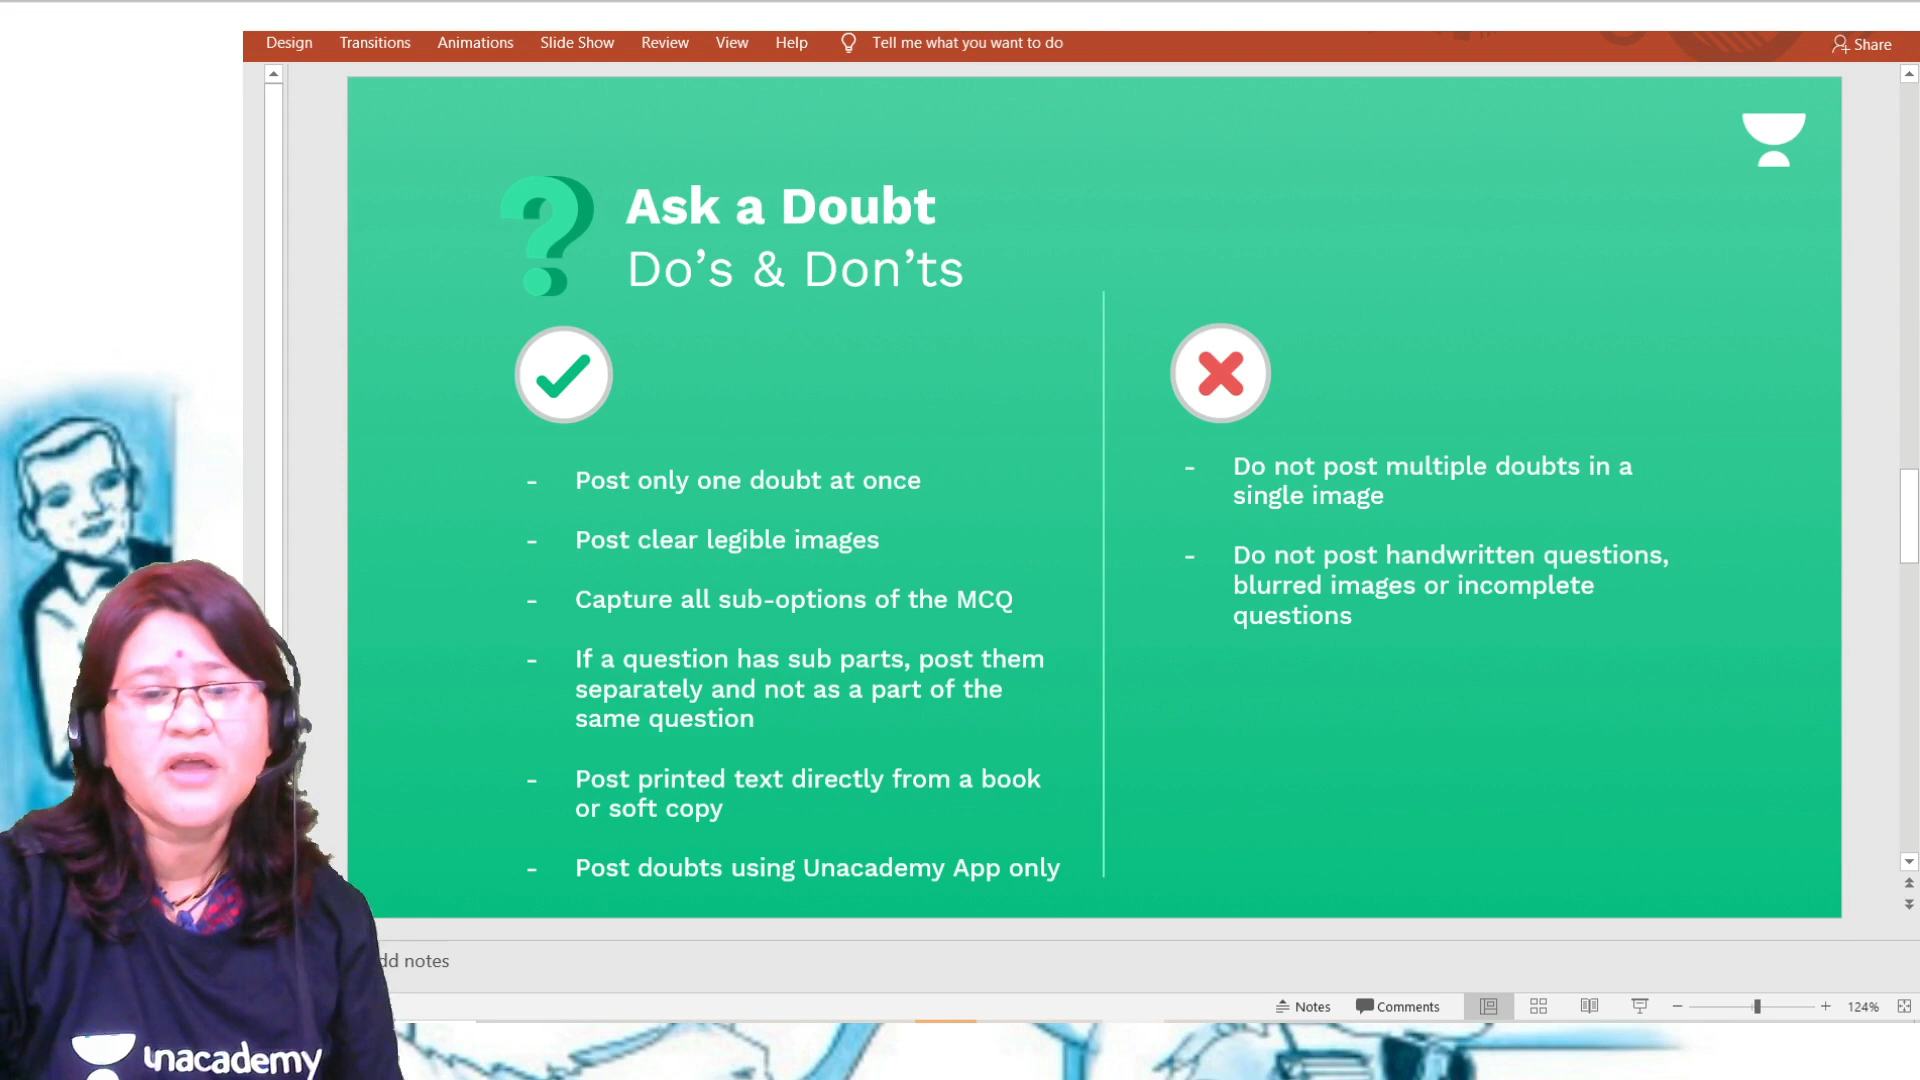 Design Transitions Animations Slide Show Review View Help Tell me what you want to do Share
Ask a Doubt
Do's & Don'ts
- Post only one doubt at once
- Post clear legible images
- Capture all sub-options of the MCQ
- If a question has sub parts, post them
separately and not as a part of the
same question
- Post printed text directly from a book
or soft copy
- Post doubts using Unacademy App only
- Do not post multiple doubts in a
single image
- Do not post handwritten questions,
blurred images or incomplete
questions
dd notes
Notes Comments 124%
unacademy